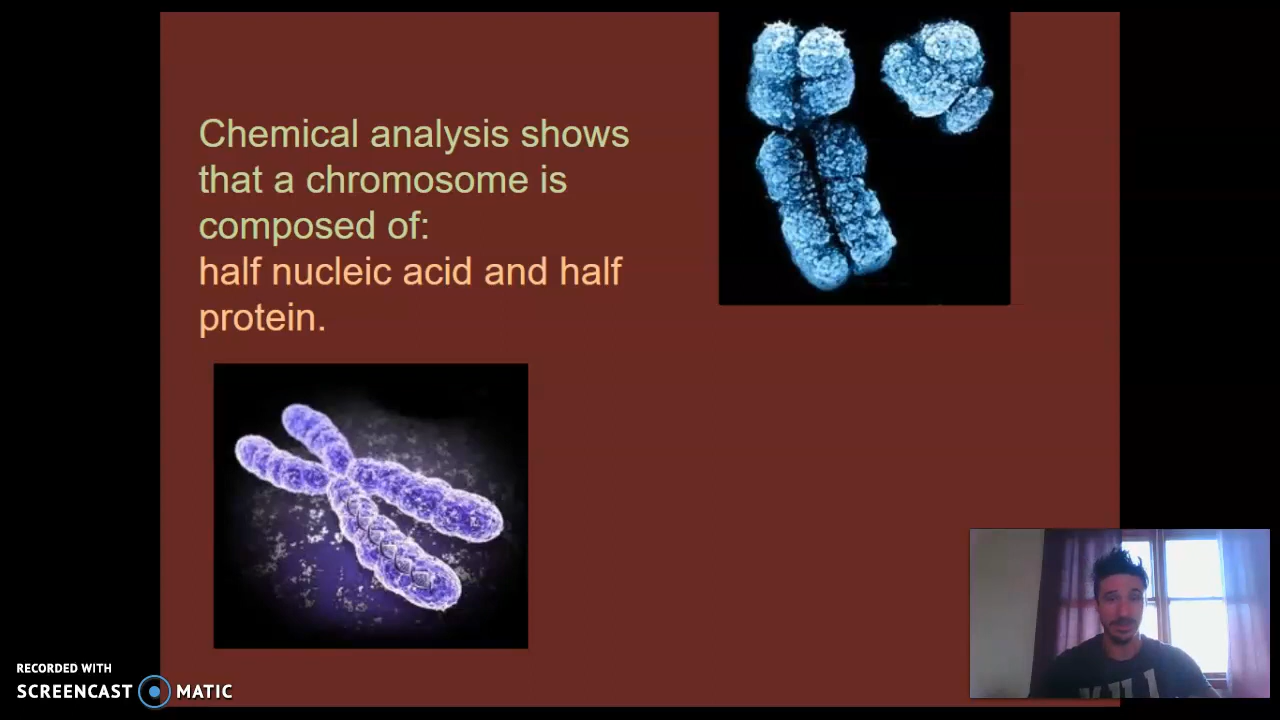 Chemical analysis shows
that a chromosome is
composed of:
half nucleic acid and half
protein.
RECORDED WITH
SCREENCAST MATIC